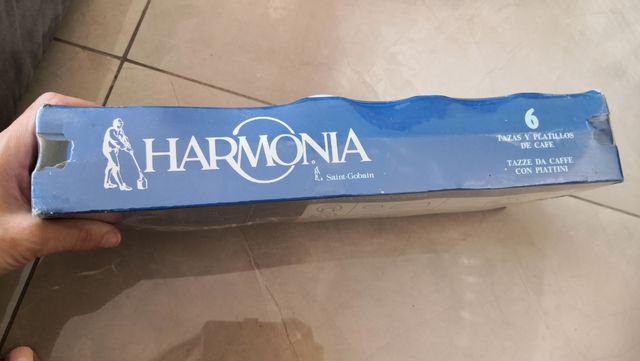 HARMONIA
Saint-Gobain
6
TAZAS Y PLATILLOS
DE CAFE
TAZZE DA CAFFE
CON PIATTINI